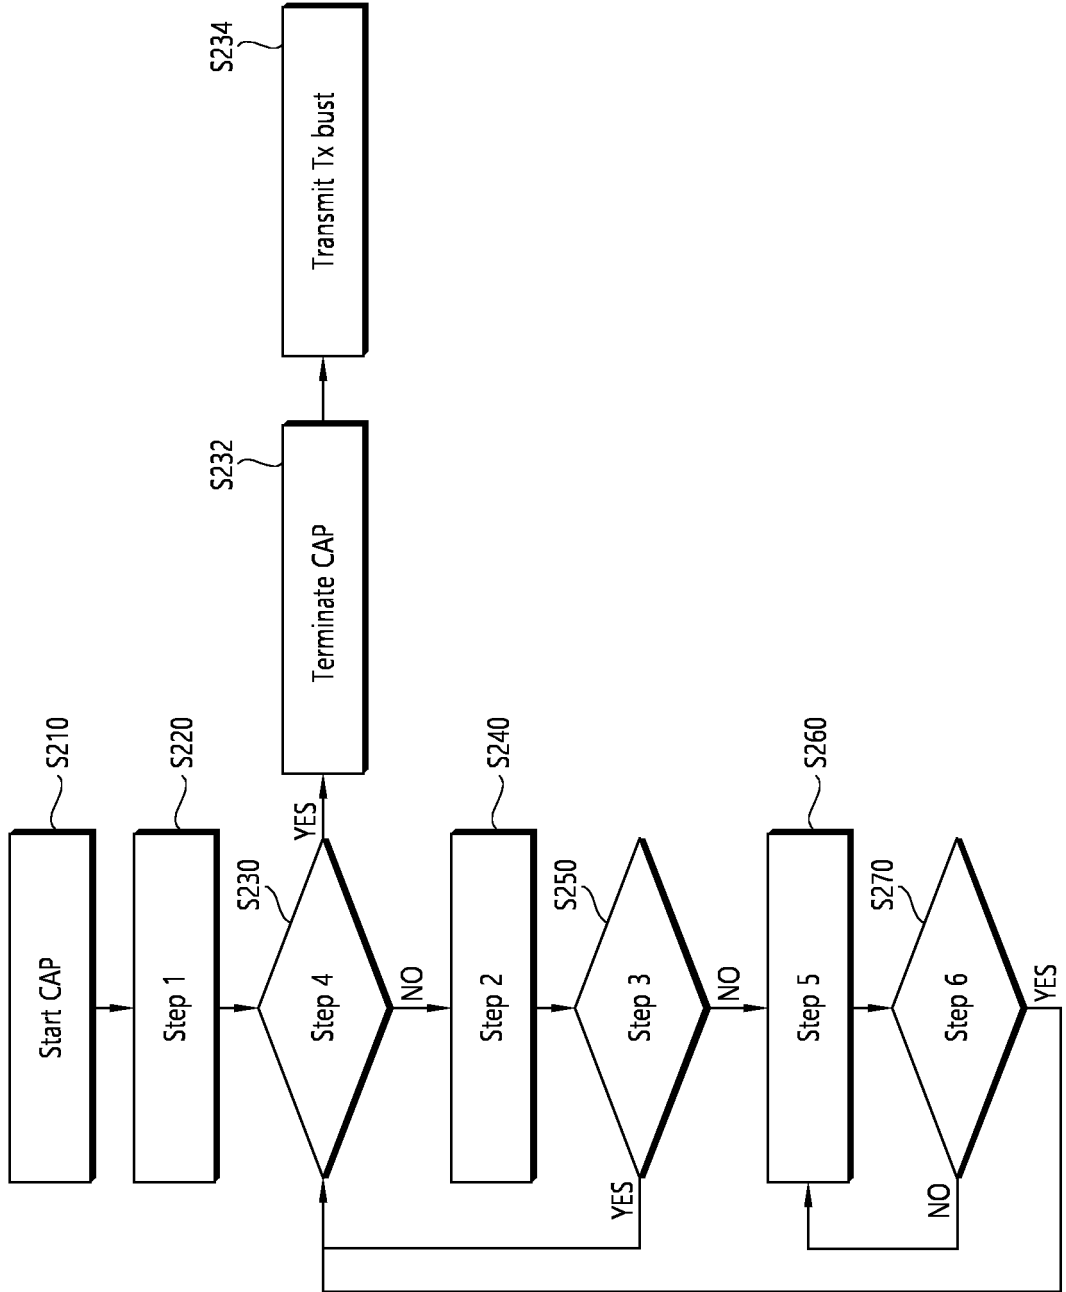 Start CAP
S210
Step 1
S220
Step 4
S230
YES
Terminate CAP
S232
Transmit Tx bust
S234
NO
Step 2
S240
Step 3
S250
YES
NO
Step 5
S260
Step 6
S270
NO
YES